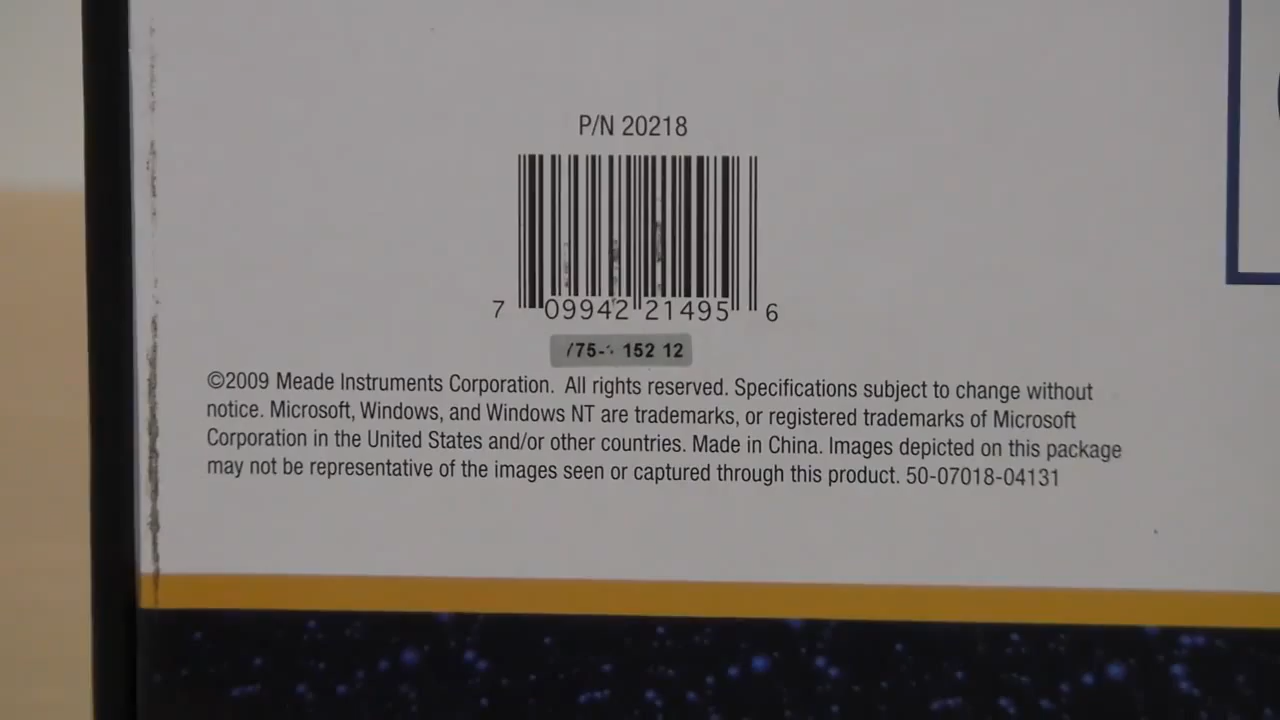 P/N 20218
7 09942 21495 6
152 12
©2009 Meade Instruments Corporation. All rights reserved. Specifications subject to change without
notice. Microsoft, Windows, and Windows NT are trademarks, or registered trademarks of Microsoft
Corporation in the United States and/or other countries. Made in China. Images depicted on this package
may not be representative of the images seen or captured through this product. 50-07018-04131